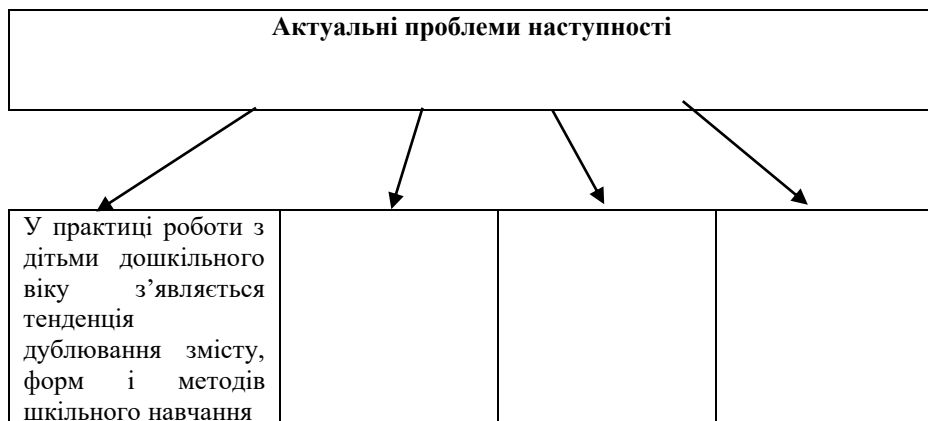 Актуальні проблеми наступності
У практиці роботи з
дітьми дошкільного
віку з’являється
тенденція
дублювання змісту,
форм і методів
шкільного навчання